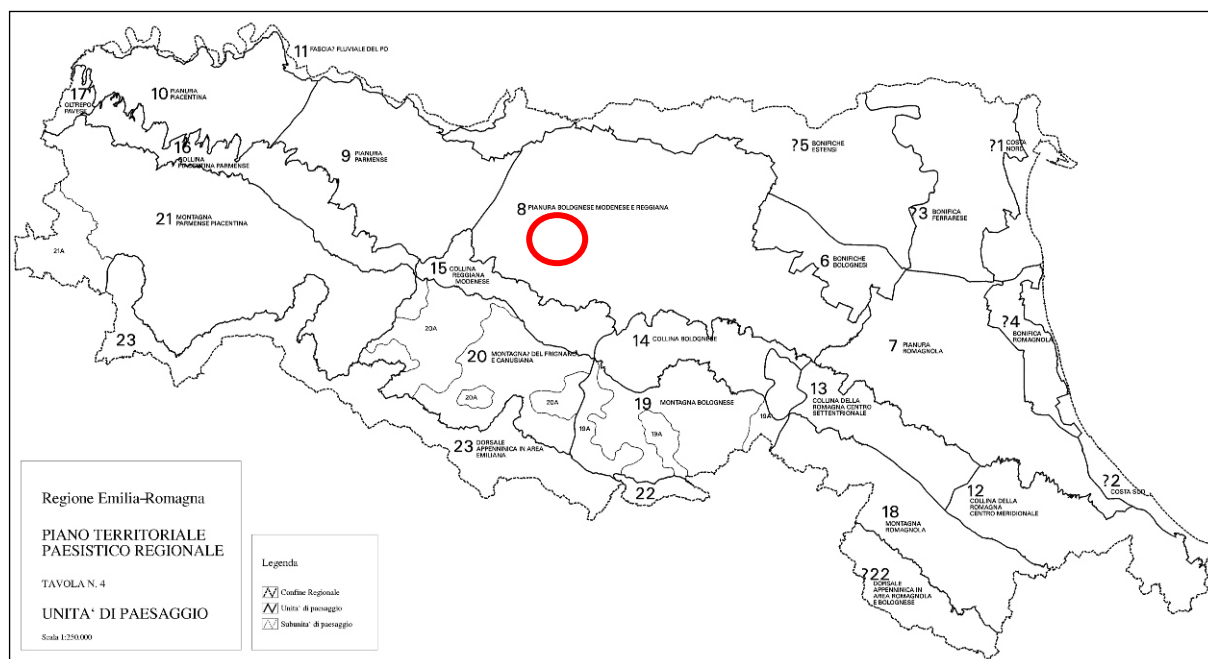 11 FASCIA? FLUVIALE DEL PO
10 PIANURA
PIACENTINA
17
OLTREPO
PAVESE
16
COLLINA
PIACENTINA PARMENSE
9 PIANURA
PARMENSE
?5 BONIFICHE
ESTENSI
?1 COSTA
NORD
21 MONTAGNA
PARMENSE PIACENTINA
21A
8 PIANURA BOLOGNESE MODENESE E REGGIANA
?3 BONIFICA
FERRARESE
15 COLLINA
REGGIANA
MODENESE
6 BONIFICHE
BOLOGNESI
23
20A
14 COLLINA BOLOGNESE
?4
BONIFICA
ROMAGNOLA
7 PIANURA
ROMAGNOLA
20 MONTAGNA? DEL FRIGNANO
E CANUSIANA
20A
20A
19 MONTAGNA BOLOGNESE
19A
19A
19A
13
COLLINA DELLA
ROMAGNA CENTRO
SETTENTRIONALE
23 DORSALE
APPENNINICA IN AREA
EMILIANA
22
12
COLLINA DELLA
ROMAGNA
CENTRO MERIDIONALE
?2
COSTA SUD
18 MONTAGNA
ROMAGNOLA
?22
DORSALE
APPENNINICA IN
AREA ROMAGNOLA
E BOLOGNESE
Regione Emilia-Romagna
PIANO TERRITORIALE
PAESISTICO REGIONALE
TAVOLA N. 4
UNITA' DI PAESAGGIO
Scala 1:250.000
Legenda
Confine Regionale
Unita' di paesaggio
Subunita' di paesaggio